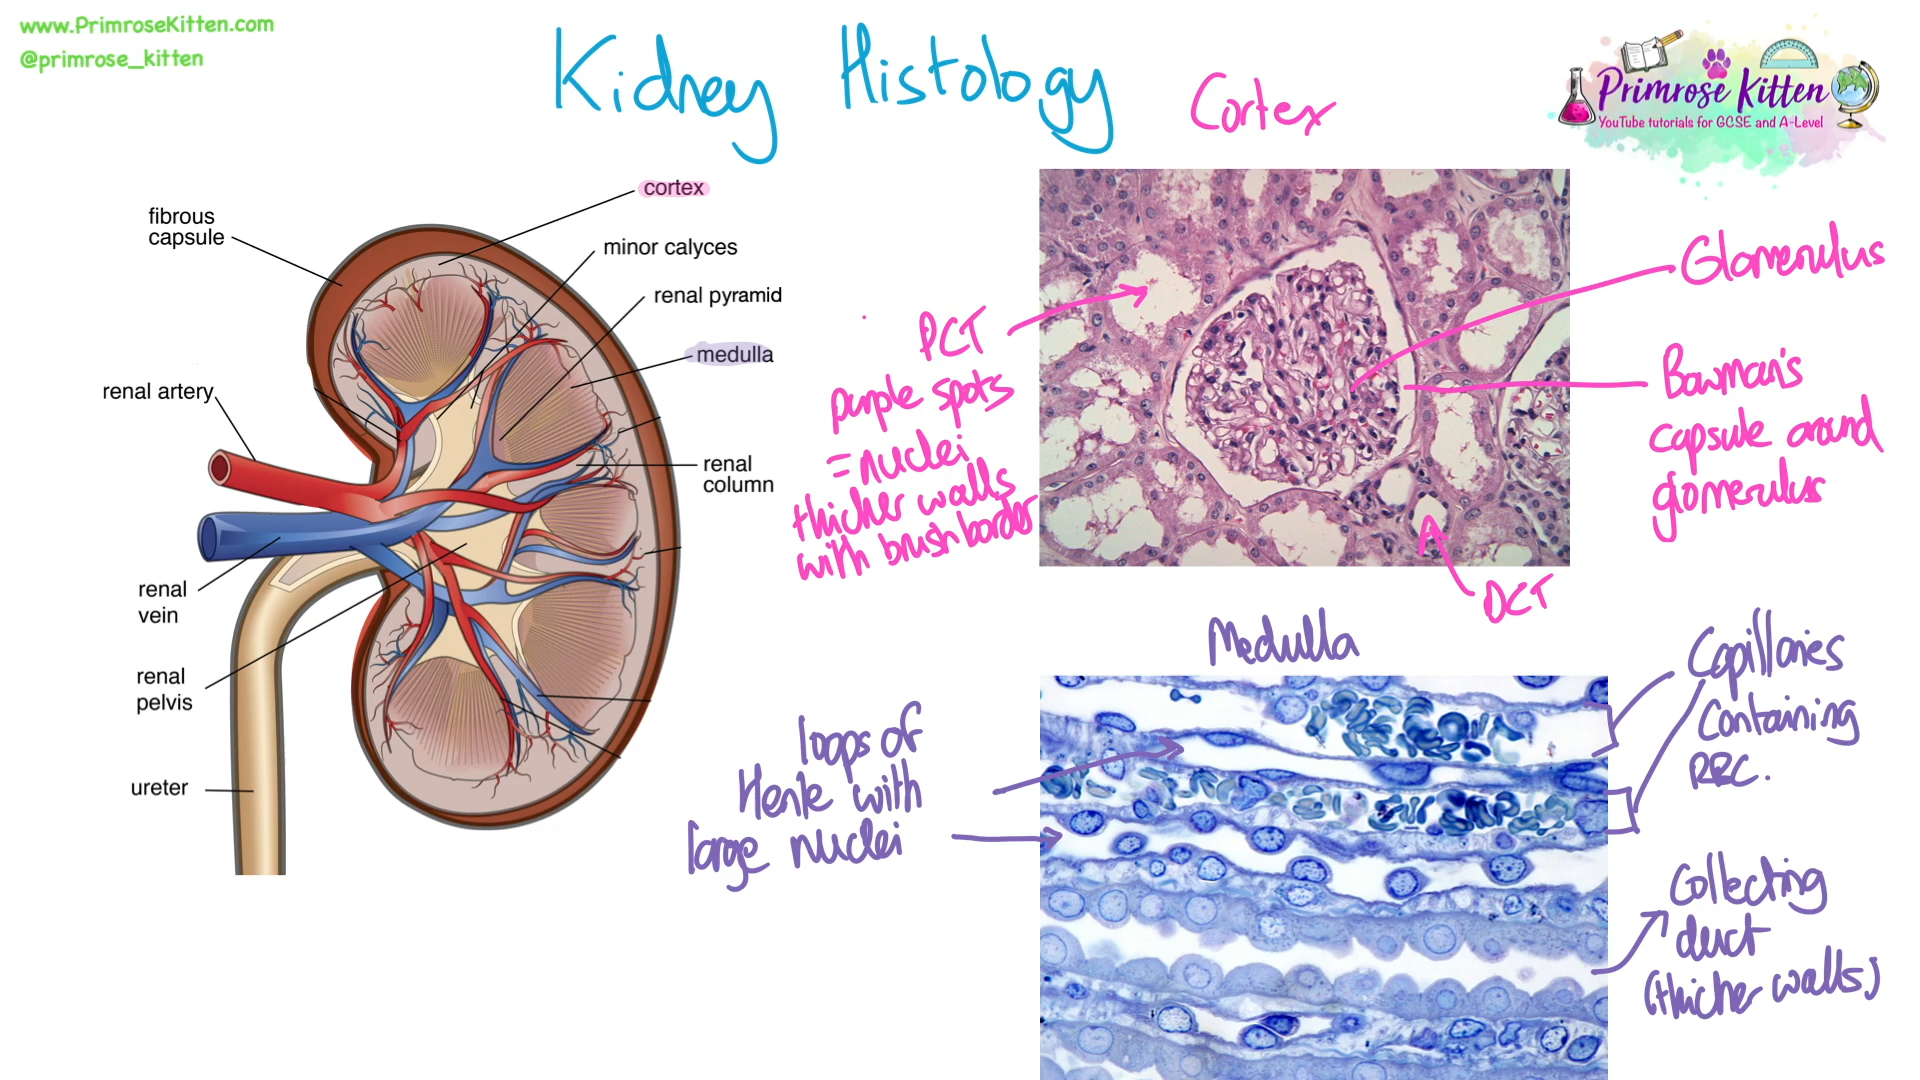 www.PrimroseKitten.com
@primrose_kitten
Kidney Histology
Cortex
Primrose Kitten
YouTube tutorials for GCSE and A-Level
cortex
fibrous
capsule
minor calyces
renal pyramid
medulla
renal artery
renal
column
renal
vein
renal
pelvis
ureter
PCT
purple spots
= nuclei
thicker walls
with brush border
Glomerulus
Bowman's
capsule around
glomerulus
DCT
Medulla
loops of
Henle with
large nuclei
Capillaries
Containing
RBC.
Collecting
duct
(thicker walls)